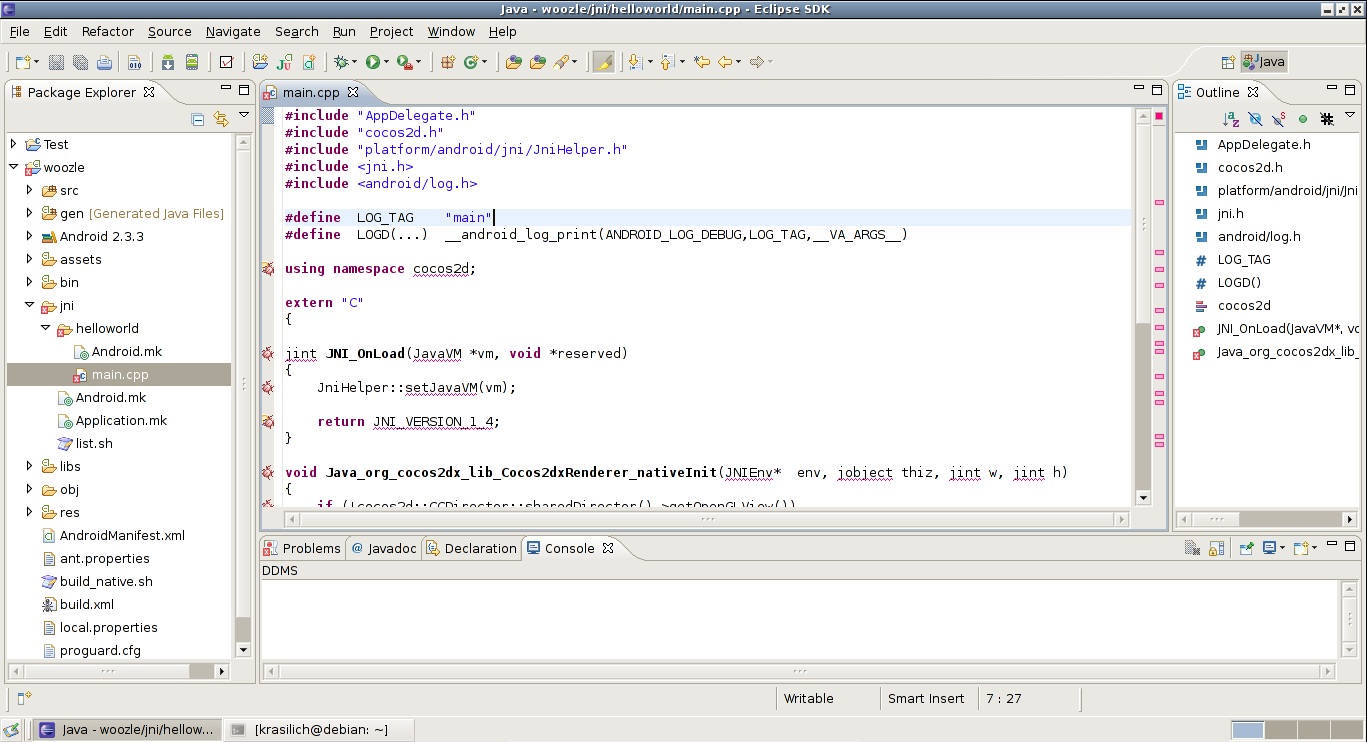 Java - woozle/jni/helloworld/main.cpp - Eclipse SDK
File Edit Refactor Source Navigate Search Run Project Window Help
Java
Package Explorer
Test
woozle
src
gen [Generated Java Files]
Android 2.3.3
assets
bin
jni
helloworld
Android.mk
main.cpp
Android.mk
Application.mk
list.sh
libs
obj
res
AndroidManifest.xml
ant.properties
build_native.sh
build.xml
local.properties
proguard.cfg
main.cpp
#include "AppDelegate.h"
#include "cocos2d.h"
#include "platform/android/jni/JniHelper.h"
#include <jni.h>
#include <android/log.h>
#define  LOG_TAG    "main"
#define  LOGD(...)  __android_log_print(ANDROID_LOG_DEBUG,LOG_TAG,__VA_ARGS__)
using namespace cocos2d;
extern "C"
{
jint JNI_OnLoad(JavaVM *vm, void *reserved)
{
    JniHelper::setJavaVM(vm);
    return JNI_VERSION_1_4;
}
void Java_org_cocos2dx_lib_Cocos2dxRenderer_nativeInit(JNIEnv*  env, jobject thiz, jint w, jint h)
{
    if (!cocos2d::CCDirector::sharedDirector()->getOpenGLView())
Outline
AppDelegate.h
cocos2d.h
platform/android/jni/Jni
jni.h
android/log.h
LOG_TAG
LOGD()
cocos2d
JNI_OnLoad(JavaVM*, vo
Java_org_cocos2dx_lib_
Problems @ Javadoc Declaration Console
DDMS
Writable Smart Insert 7 : 27
Java - woozle/jni/hellow... [krasilich@debian: ~]